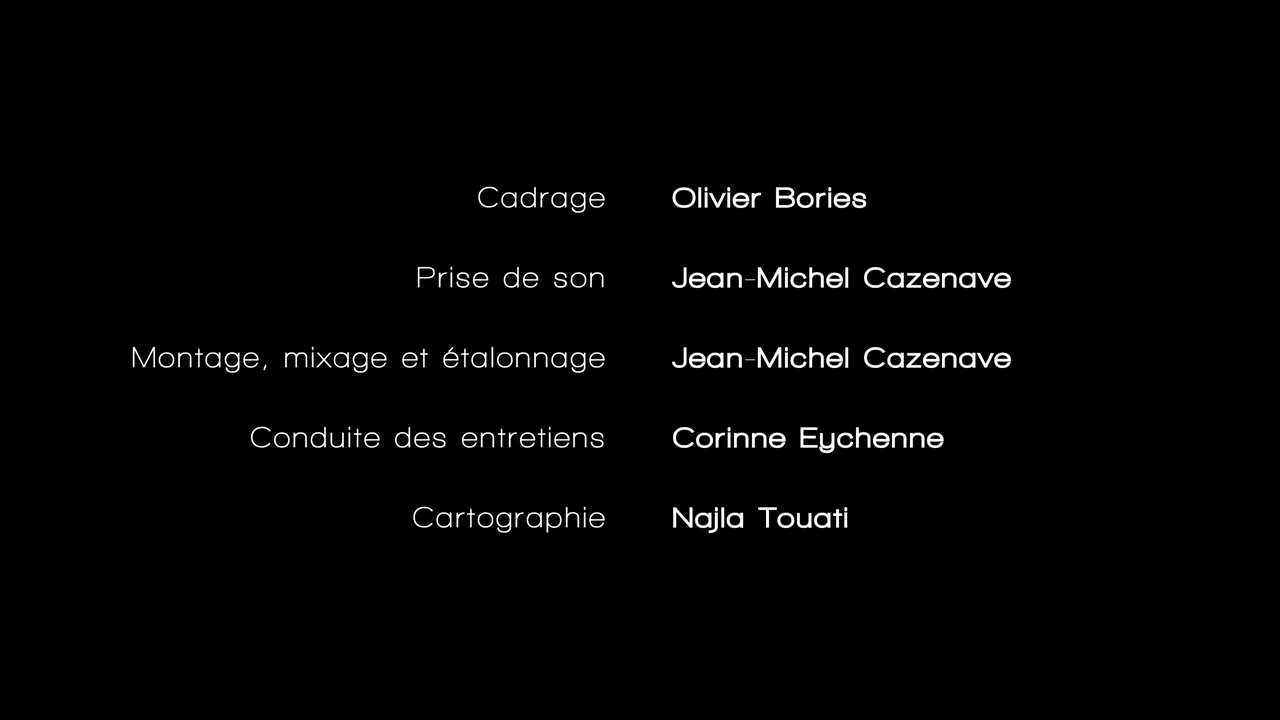 Cadrage Olivier Bories
Prise de son Jean-Michel Cazenave
Montage, mixage et étalonnage Jean-Michel Cazenave
Conduite des entretiens Corinne Eychenne
Cartographie Najla Touati